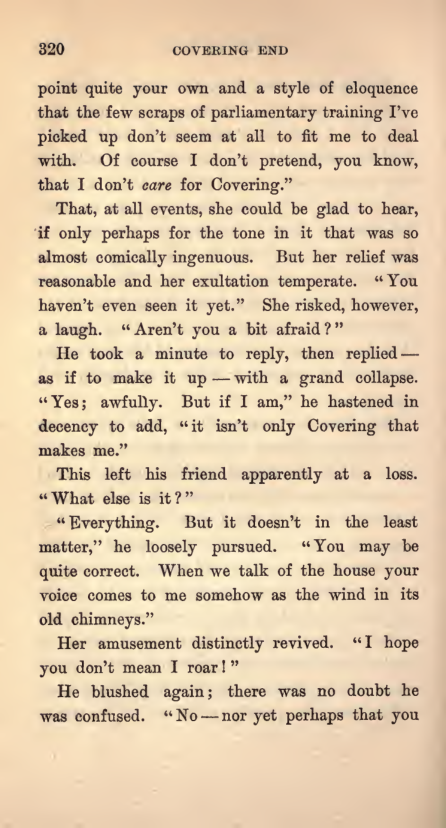 320 COVERING END
point quite your own and a style of eloquence
that the few scraps of parliamentary training I've
picked up don't seem at all to fit me to deal
with. Of course I don't pretend, you know,
that I don't care for Covering."
That, at all events, she could be glad to hear,
if only perhaps for the tone in it that was so
almost comically ingenuous. But her relief was
reasonable and her exultation temperate. "You
haven't even seen it yet." She risked, however,
a laugh. "Aren't you a bit afraid?"
He took a minute to reply, then replied—
as if to make it up—with a grand collapse.
"Yes; awfully. But if I am," he hastened in
decency to add, "it isn't only Covering that
makes me."
This left his friend apparently at a loss.
"What else is it?"
"Everything. But it doesn't in the least
matter," he loosely pursued. "You may be
quite correct. When we talk of the house your
voice comes to me somehow as the wind in its
old chimneys."
Her amusement distinctly revived. "I hope
you don't mean I roar!"
He blushed again; there was no doubt he
was confused. "No—nor yet perhaps that you